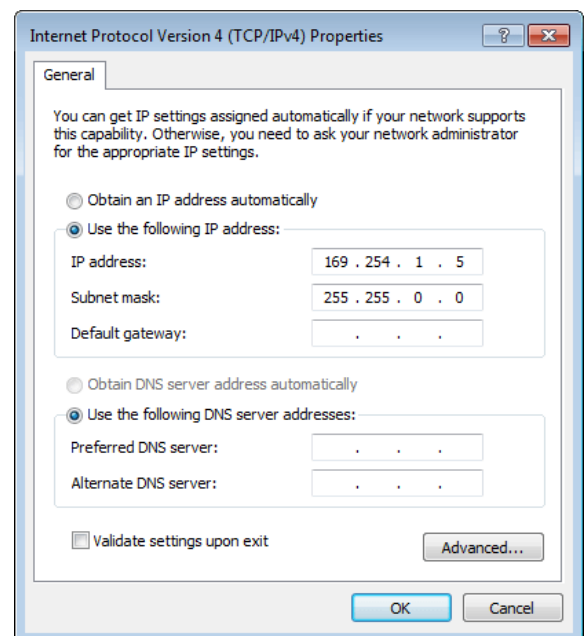 Internet Protocol Version 4 (TCP/IPv4) Properties
?
General
You can get IP settings assigned automatically if your network supports
this capability. Otherwise, you need to ask your network administrator
for the appropriate IP settings.
Obtain an IP address automatically
Use the following IP address:
IP address: 169 . 254 . 1 . 5
Subnet mask: 255 . 255 . 0 . 0
Default gateway: . . .
Obtain DNS server address automatically
Use the following DNS server addresses:
Preferred DNS server: . . .
Alternate DNS server: . . .
Validate settings upon exit
Advanced...
OK Cancel